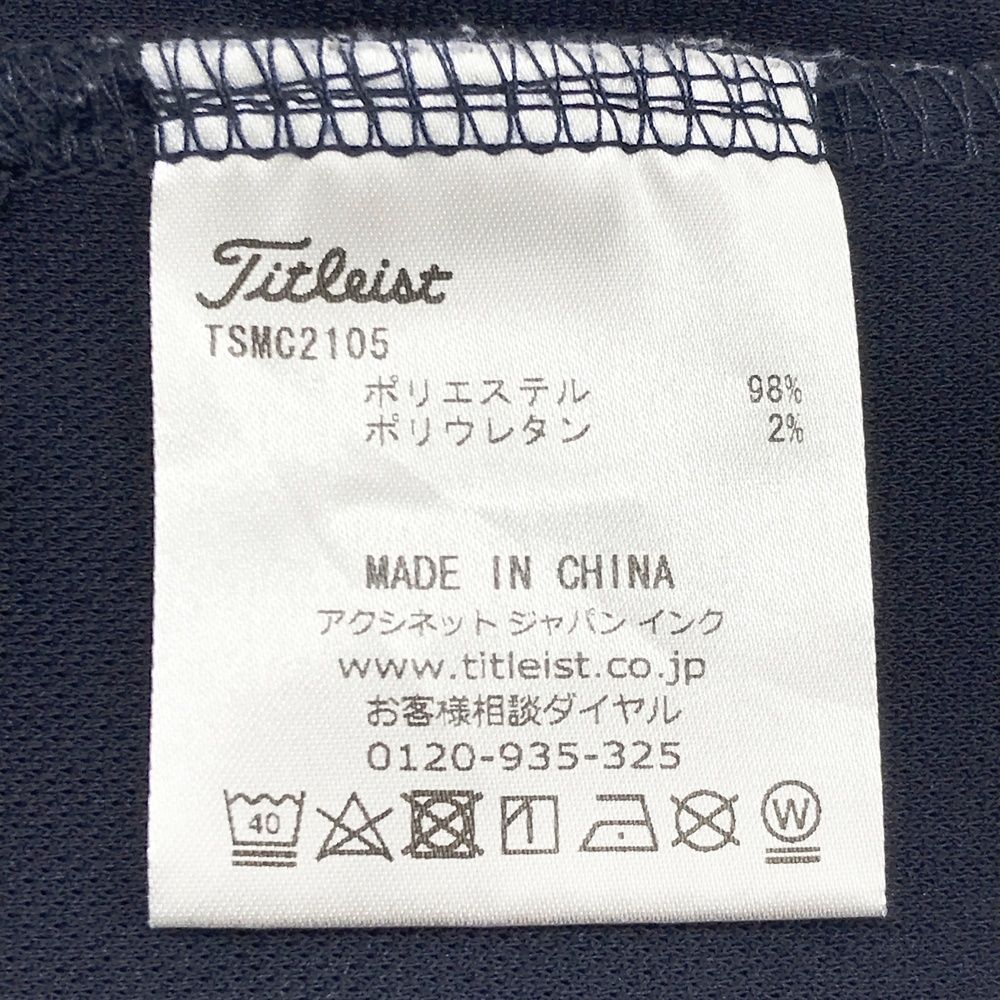 Titleist
TSMC2105
ポリエステル 98%
ポリウレタン 2%
MADE IN CHINA
アクシネット ジャパン インク
www.titleist.co.jp
お客様相談ダイヤル
0120-935-325
40 W